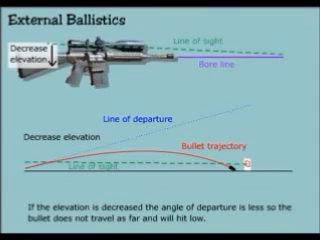 External Ballistics
Line of sight
Decrease
elevation
Bore line
Line of departure
Decrease elevation
Bullet trajectory
Line of sight
If the elevation is decreased the angle of departure is less so the
bullet does not travel as far and will hit low.